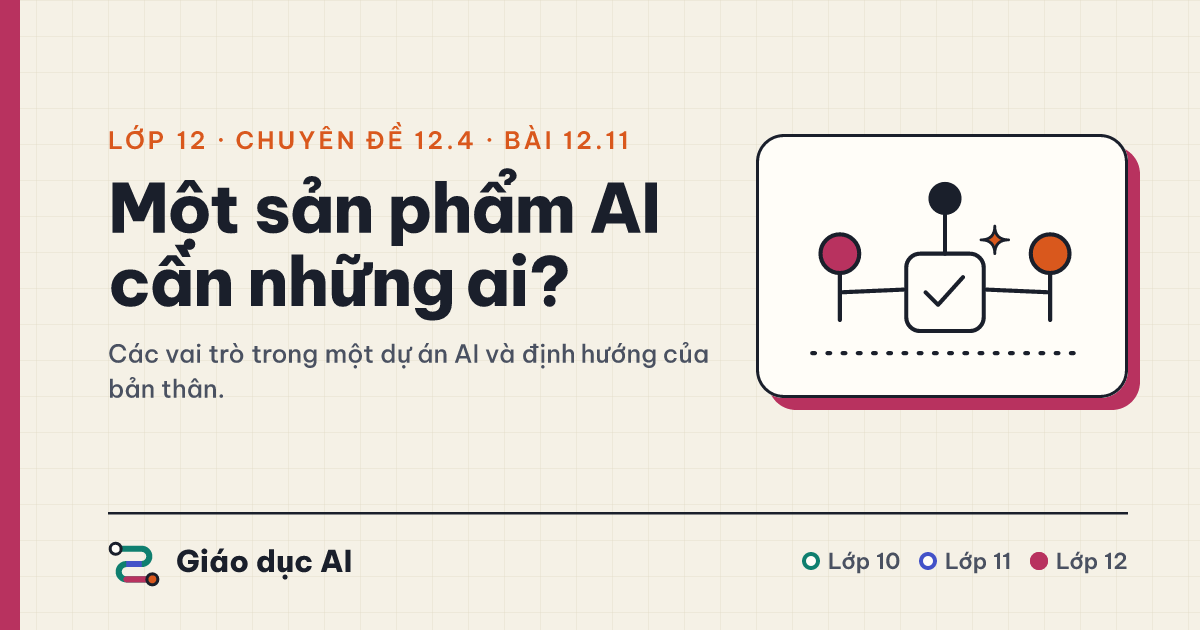 LỚP 12 · CHUYÊN ĐỀ 12.4 · BÀI 12.11
Một sản phẩm AI
cần những ai?
Các vai trò trong một dự án AI và định hướng của
bản thân.
Giáo dục AI
Lớp 10
Lớp 11
Lớp 12